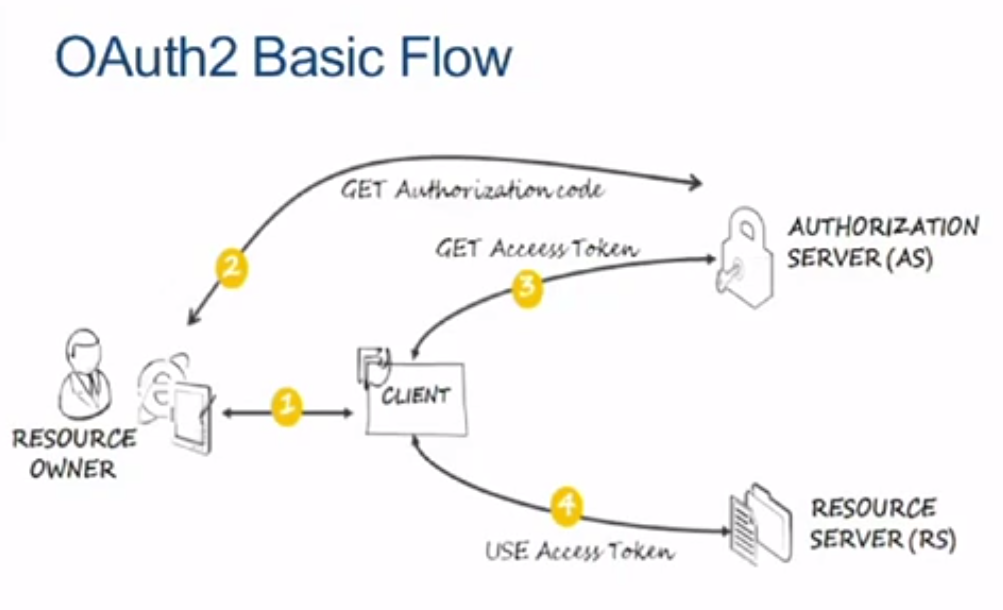 OAuth2 Basic Flow
GET Authorization code
AUTHORIZATION
SERVER (AS)
GET Acceess Token
2
3
CLIENT
1
RESOURCE
OWNER
4
RESOURCE
SERVER (RS)
USE Access Token